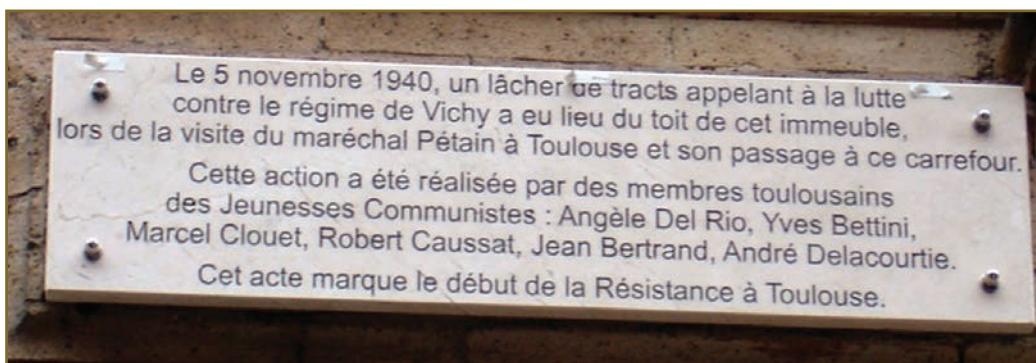 Le 5 novembre 1940, un lâcher de tracts appelant à la lutte
contre le régime de Vichy a eu lieu du toit de cet immeuble,
lors de la visite du maréchal Pétain à Toulouse et son passage à ce carrefour.
Cette action a été réalisée par des membres toulousains
des Jeunesses Communistes : Angèle Del Rio, Yves Bettini,
Marcel Clouet, Robert Caussat, Jean Bertrand, André Delacourtie.
Cet acte marque le début de la Résistance à Toulouse.